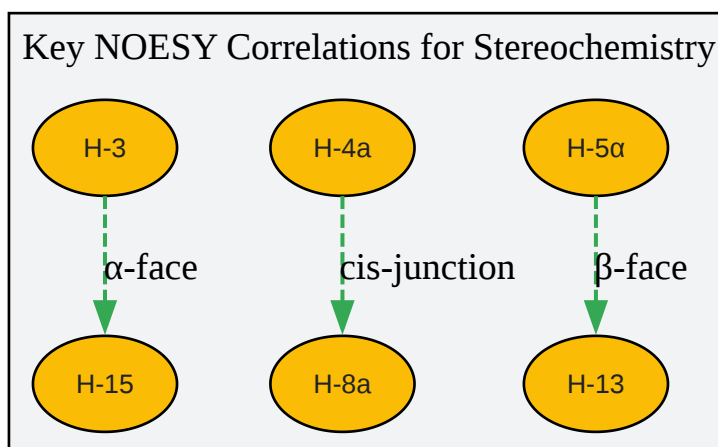 Key NOESY Correlations for Stereochemistry
H-3
H-4a
H-5α
α-face
cis-junction
β-face
H-15
H-8a
H-13